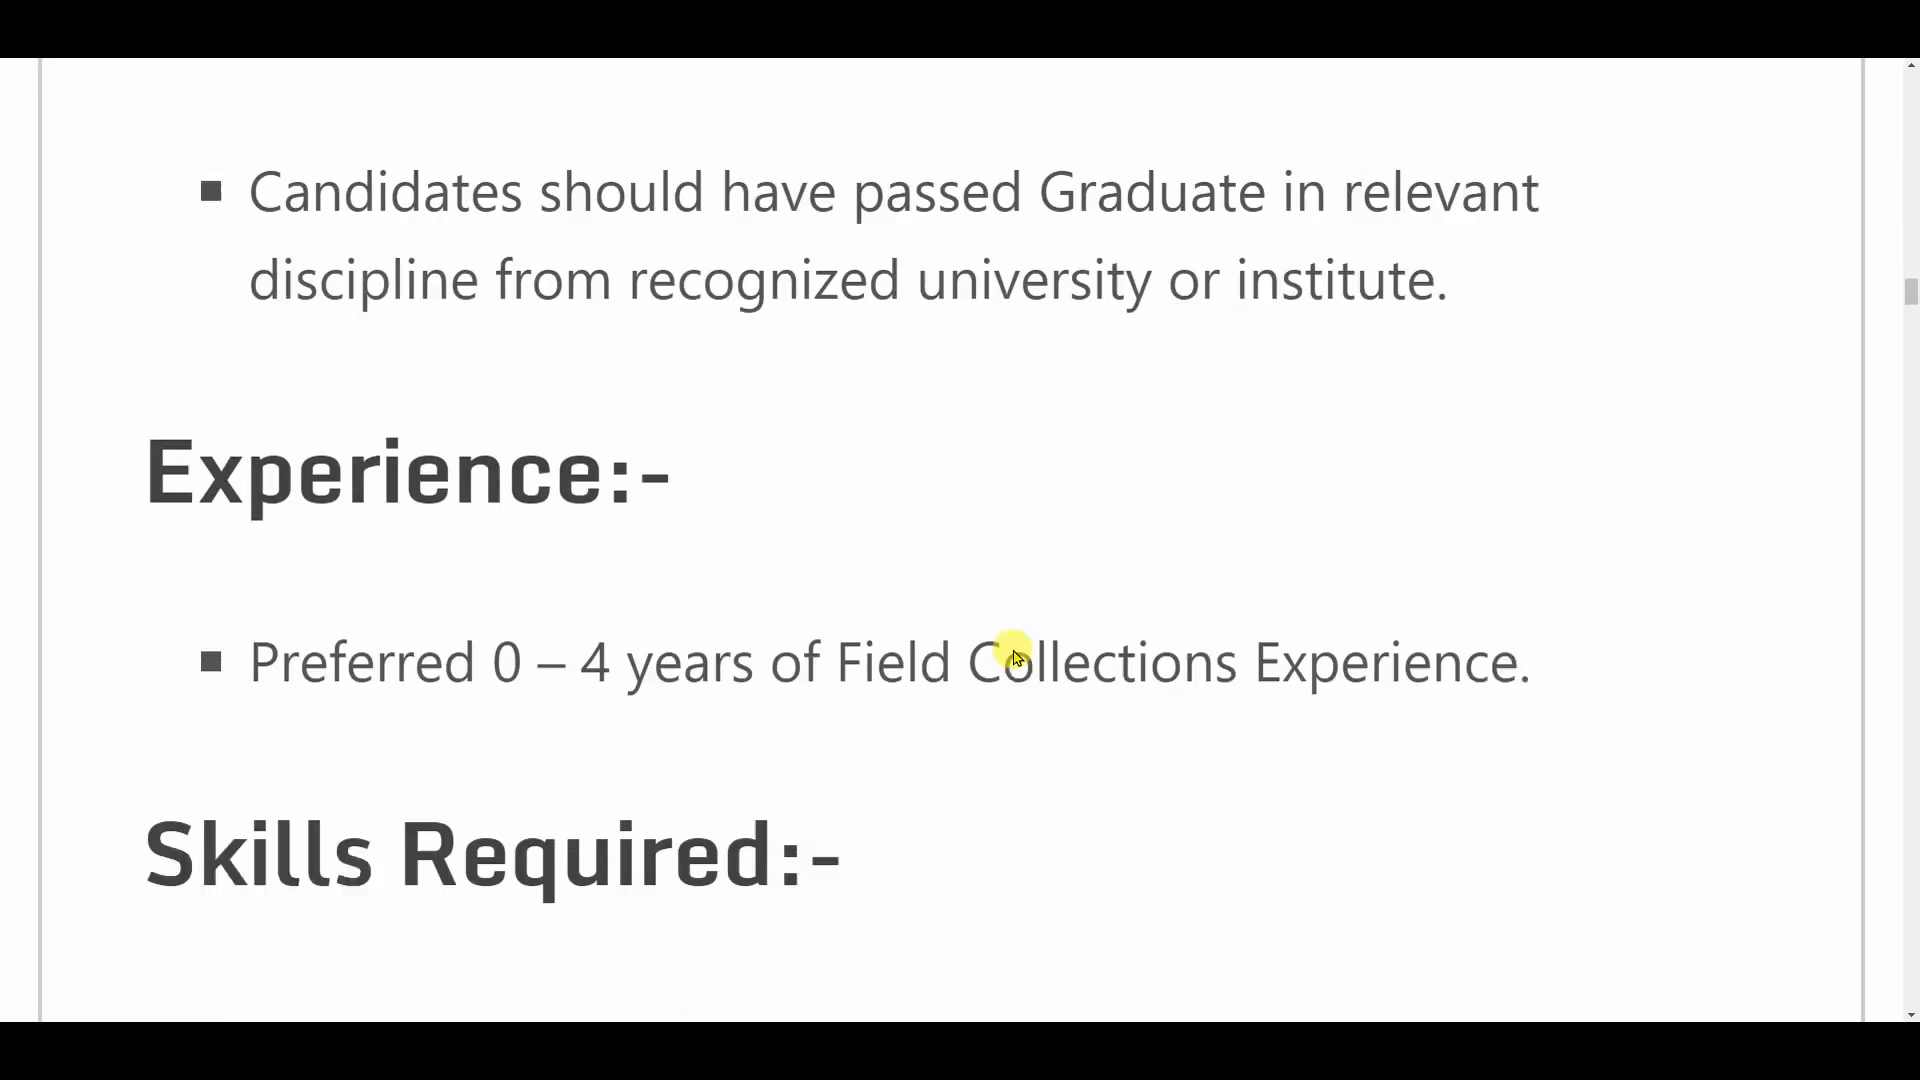 Candidates should have passed Graduate in relevant
discipline from recognized university or institute.
Experience:-
Preferred 0 – 4 years of Field Collections Experience.
Skills Required:-